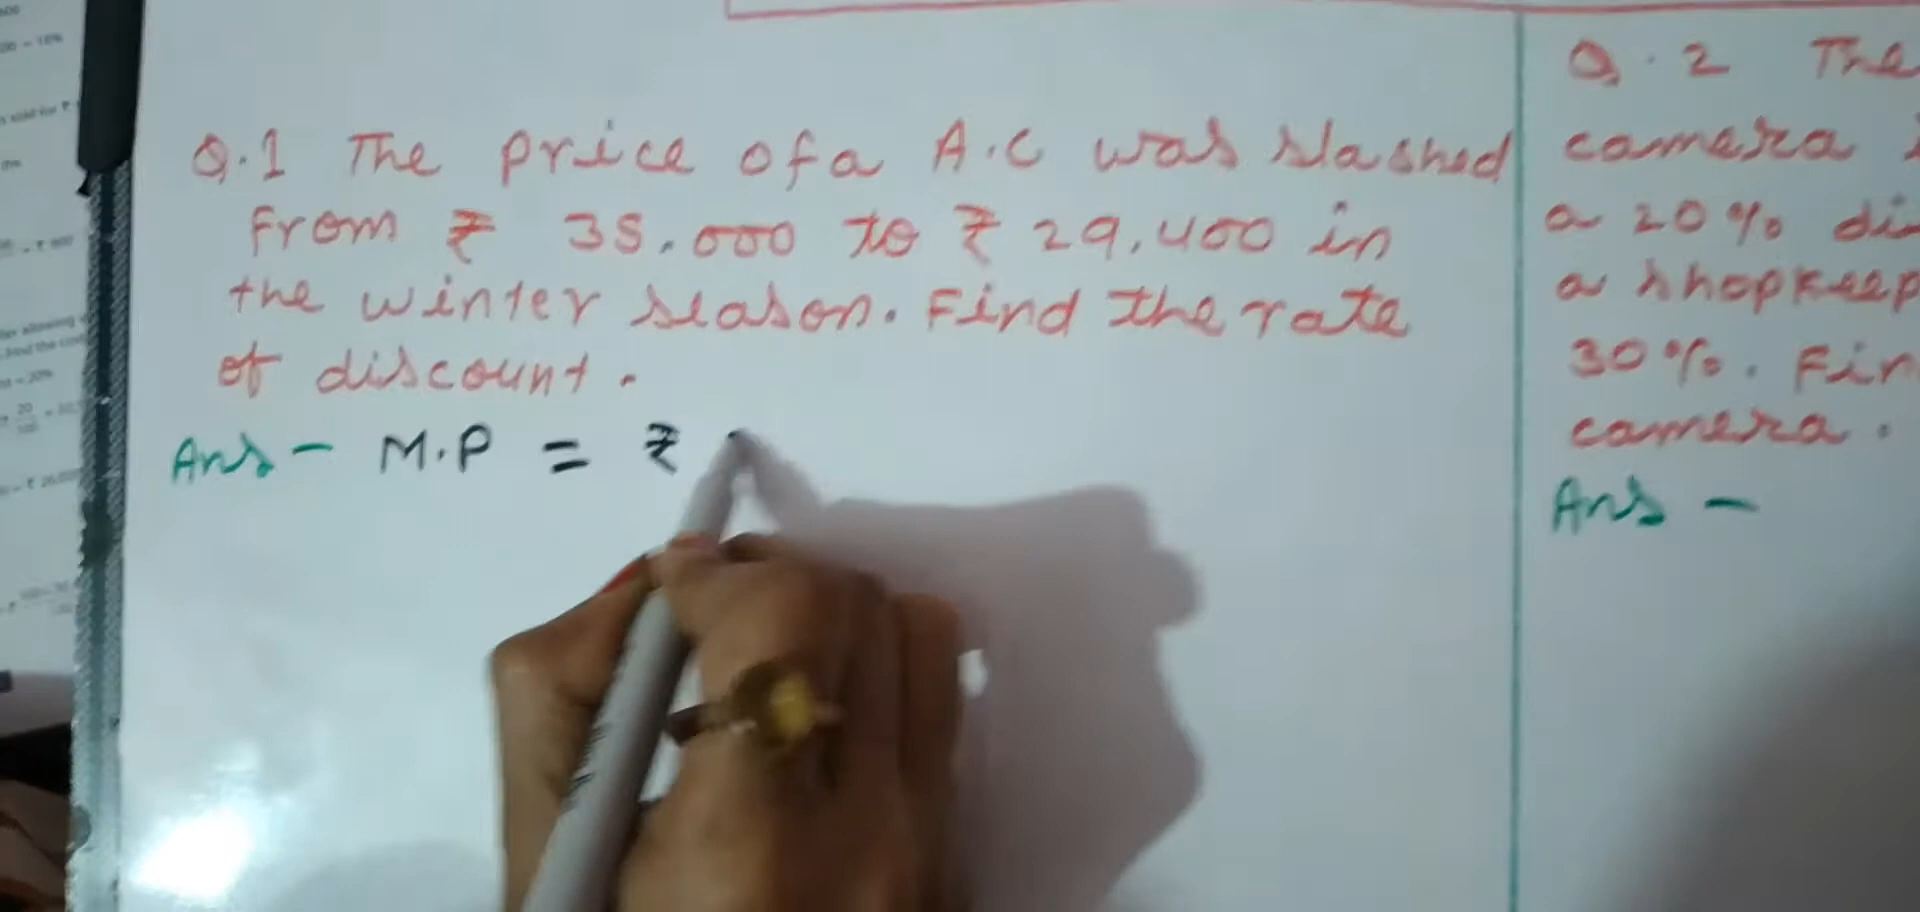 Q.1 The price of a A.C was slashed
From ₹ 35,000 to ₹ 29,400 in
the winter season. Find the rate
of discount.
Ans - M.P = ₹
Q.2 The
camera
a 20% di
a shopkeep
30%. Fin
camera.
Ans -